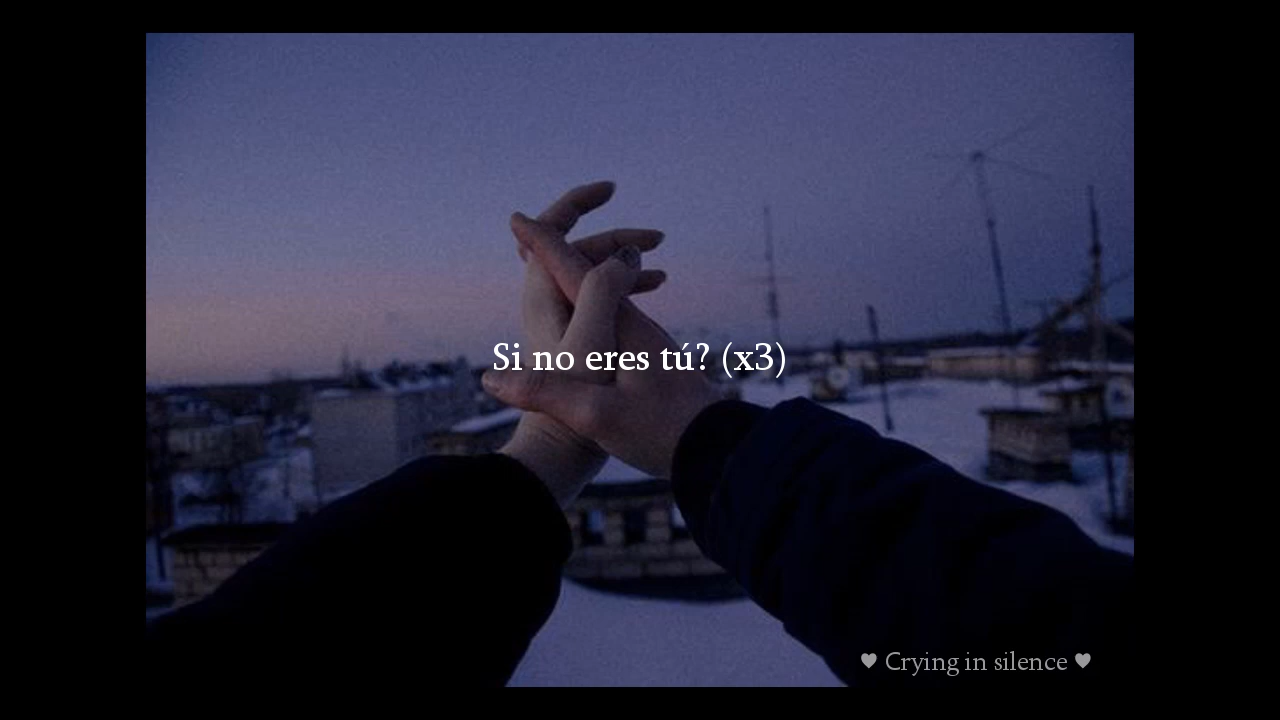 Si no eres tú? (x3)
♥ Crying in silence ♥